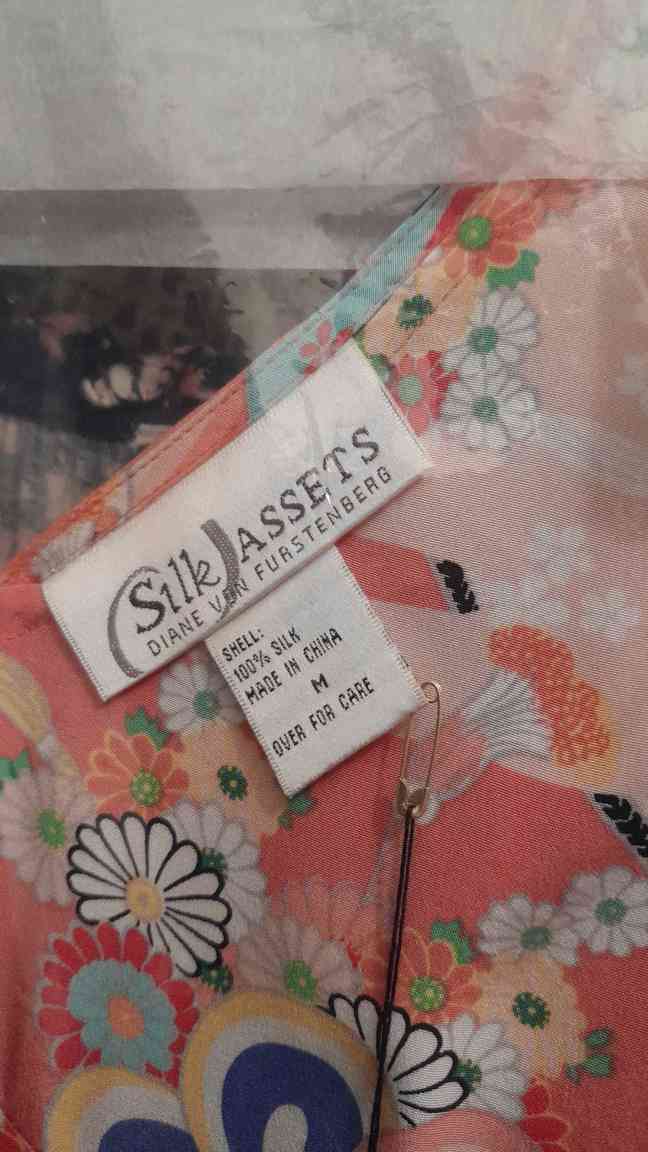 Silk ASSETS
DIANE VON FURSTENBERG
SHELL:
100% SILK
MADE IN CHINA
M
OVER FOR CARE